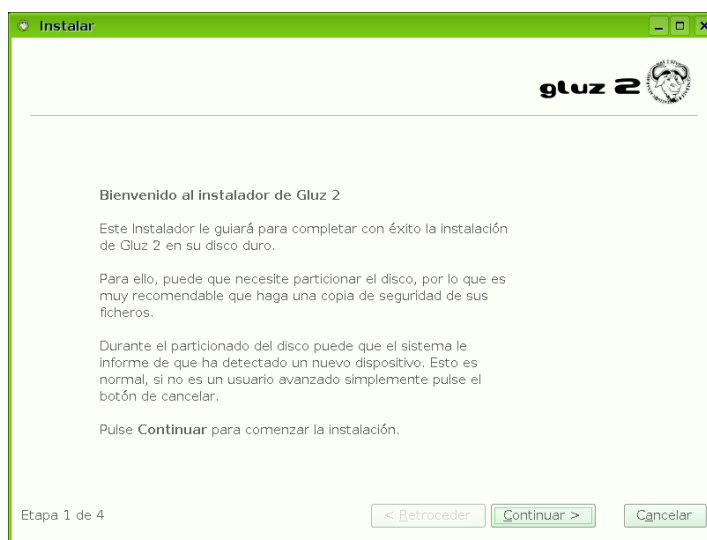 Instalar
gluz 2
Bienvenido al instalador de Gluz 2
Este Instalador le guiará para completar con éxito la instalación
de Gluz 2 en su disco duro.
Para ello, puede que necesite particionar el disco, por lo que es
muy recomendable que haga una copia de seguridad de sus
ficheros.
Durante el particionado del disco puede que el sistema le
informe de que ha detectado un nuevo dispositivo. Esto es
normal, si no es un usuario avanzado simplemente pulse el
botón de cancelar.
Pulse Continuar para comenzar la instalación.
Etapa 1 de 4
< Retroceder
Continuar >
Cancelar